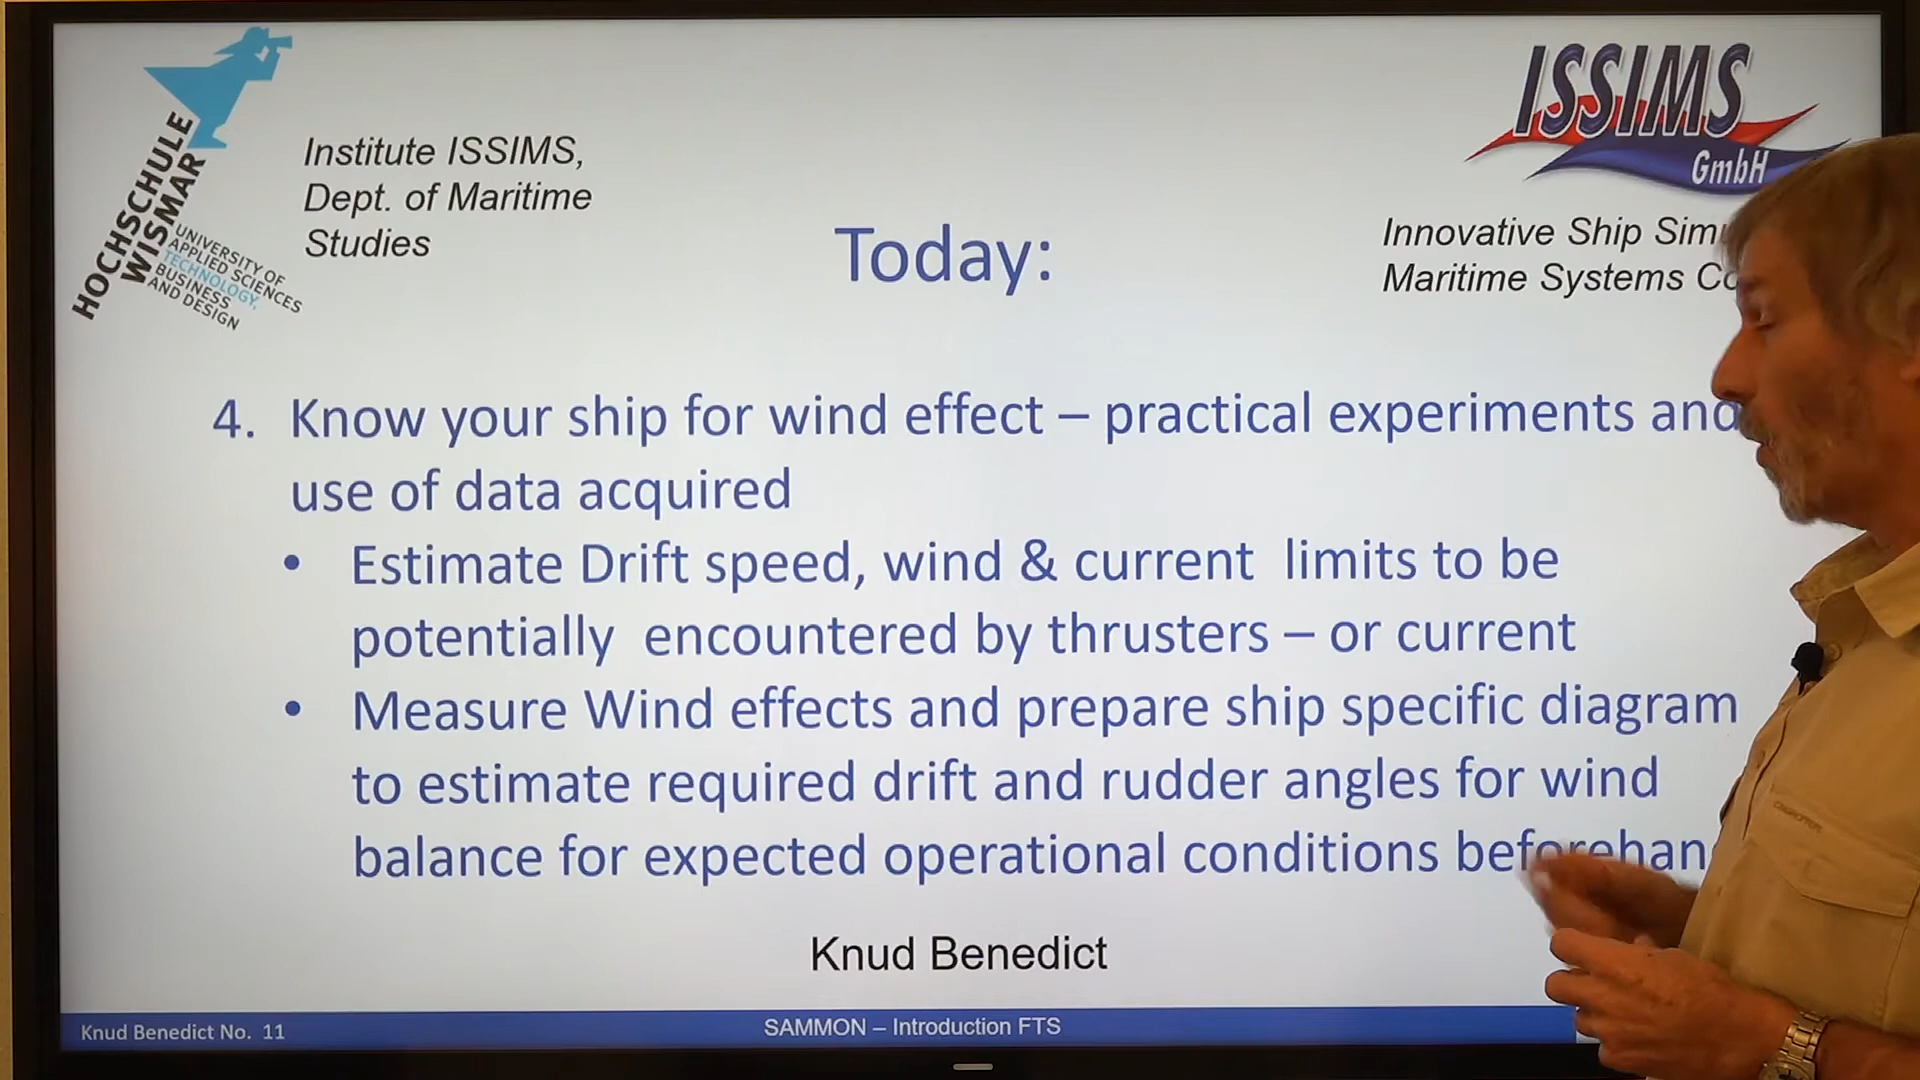 HOCHSCHULE
WISMAR
UNIVERSITY OF
APPLIED SCIENCES
TECHNOLOGY,
BUSINESS
AND DESIGN
Institute ISSIMS,
Dept. of Maritime
Studies
ISSIMS
GmbH
Innovative Ship
Maritime Systems
Today:
4. Know your ship for wind effect – practical experiments and
use of data acquired
• Estimate Drift speed, wind & current limits to be
potentially encountered by thrusters – or current
• Measure Wind effects and prepare ship specific diagram
to estimate required drift and rudder angles for wind
balance for expected operational conditions
Knud Benedict
Knud Benedict No. 11
SAMMON – Introduction FTS